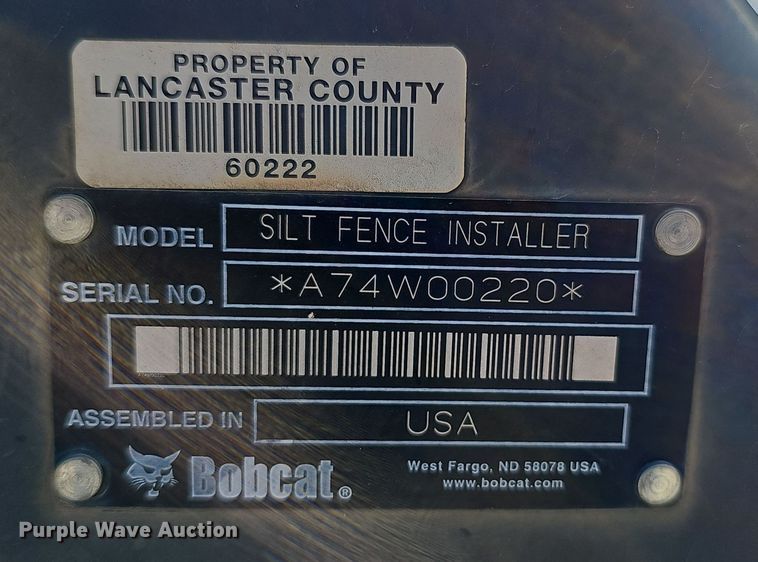 PROPERTY OF
LANCASTER COUNTY
60222
MODEL SILT FENCE INSTALLER
SERIAL NO. *A74W00220*
ASSEMBLED IN USA
Bobcat®
West Fargo, ND 58078 USA
www.bobcat.com
Purple Wave Auction